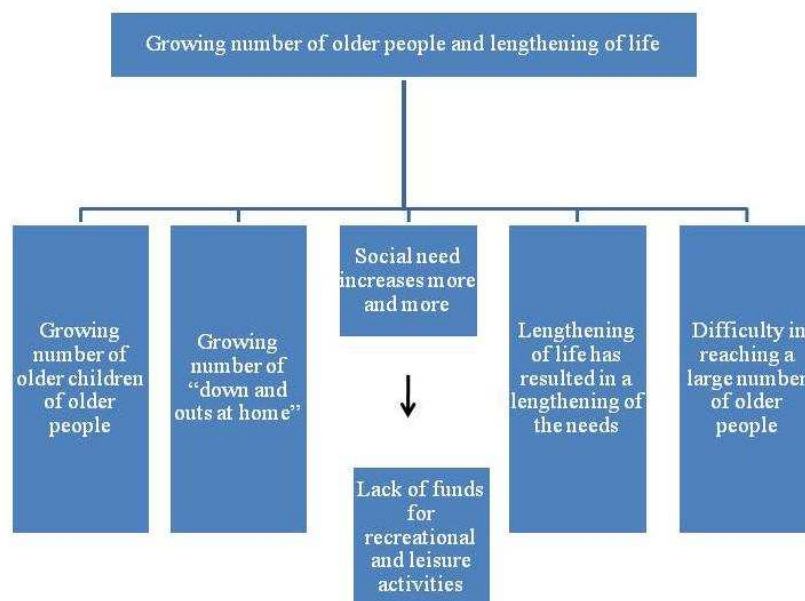 Growing number of older people and lengthening of life
Growing
number of
older children
of older
people
Growing
number of
“down and
outs at home”
Social need
increases more
and more
Lack of funds
for
recreational
and leisure
activities
Lengthening
of life has
resulted in a
lengthening of
the needs
Difficulty in
reaching a
large number
of older
people